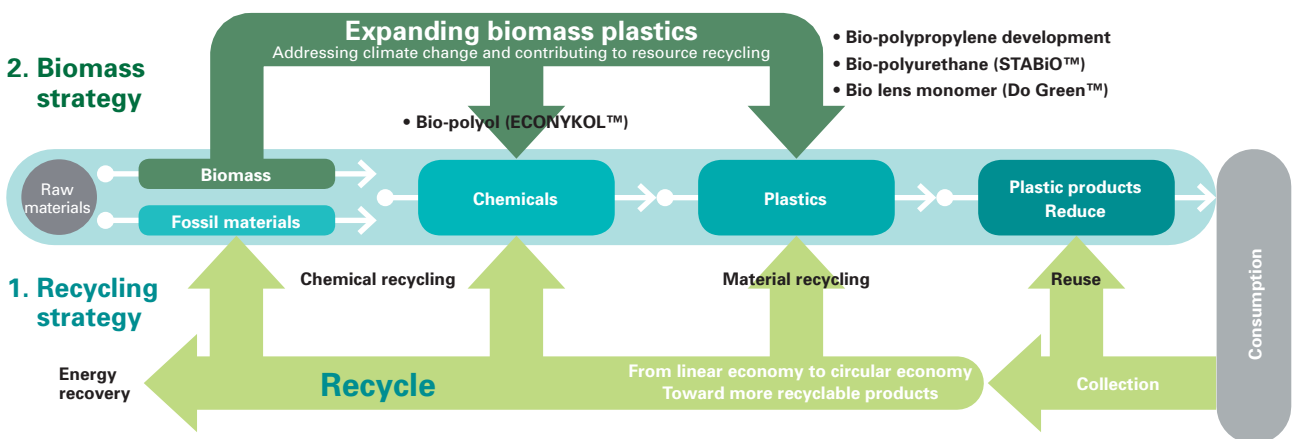 Expanding biomass plastics
Addressing climate change and contributing to resource recycling
2. Biomass
strategy
• Bio-polypropylene development
• Bio-polyurethane (STABiO™)
• Bio lens monomer (Do Green™)
• Bio-polyol (ECONYKOL™)
Raw
materials
Biomass
Fossil materials
Chemicals
Plastics
Plastic products
Reduce
Consumption
1. Recycling
strategy
Chemical recycling
Material recycling
Reuse
Energy
recovery
Recycle
From linear economy to circular economy
Toward more recyclable products
Collection